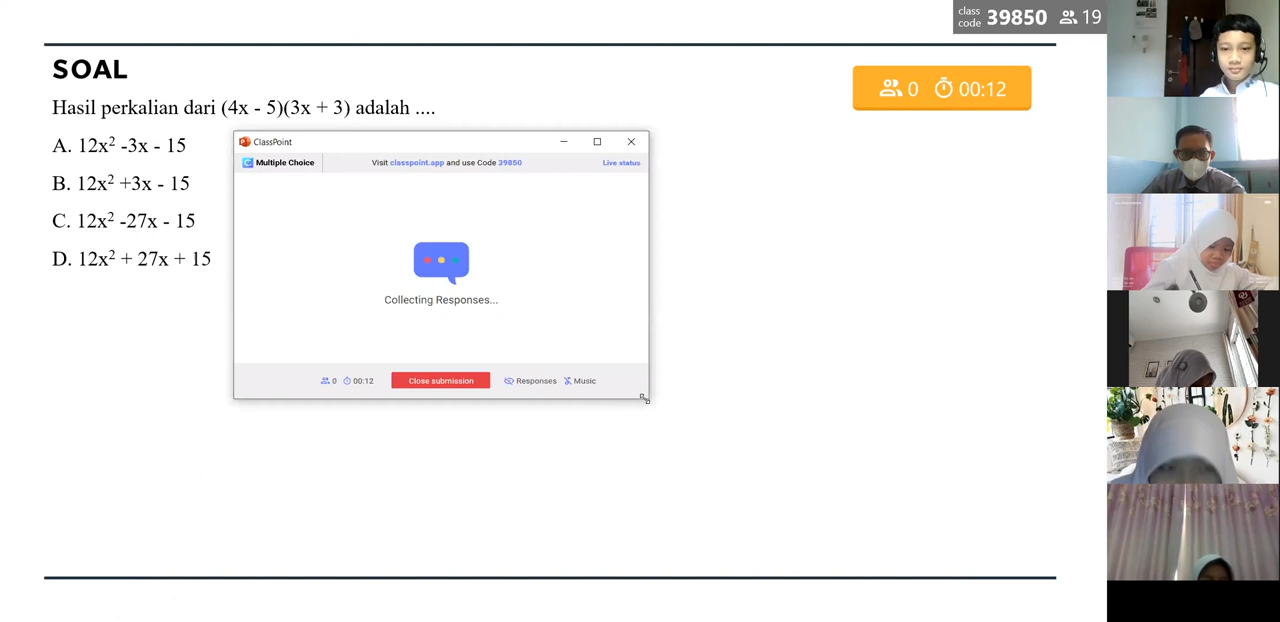 class code 39850 19
SOAL
0 00:12
Hasil perkalian dari (4x - 5)(3x + 3) adalah ....
A. 12x² -3x - 15
B. 12x² +3x - 15
C. 12x² -27x - 15
D. 12x² + 27x + 15
ClassPoint
Multiple Choice
Visit classpoint.app and use Code 39850
Live status
Collecting Responses...
0 00:12 Close submission Responses Music